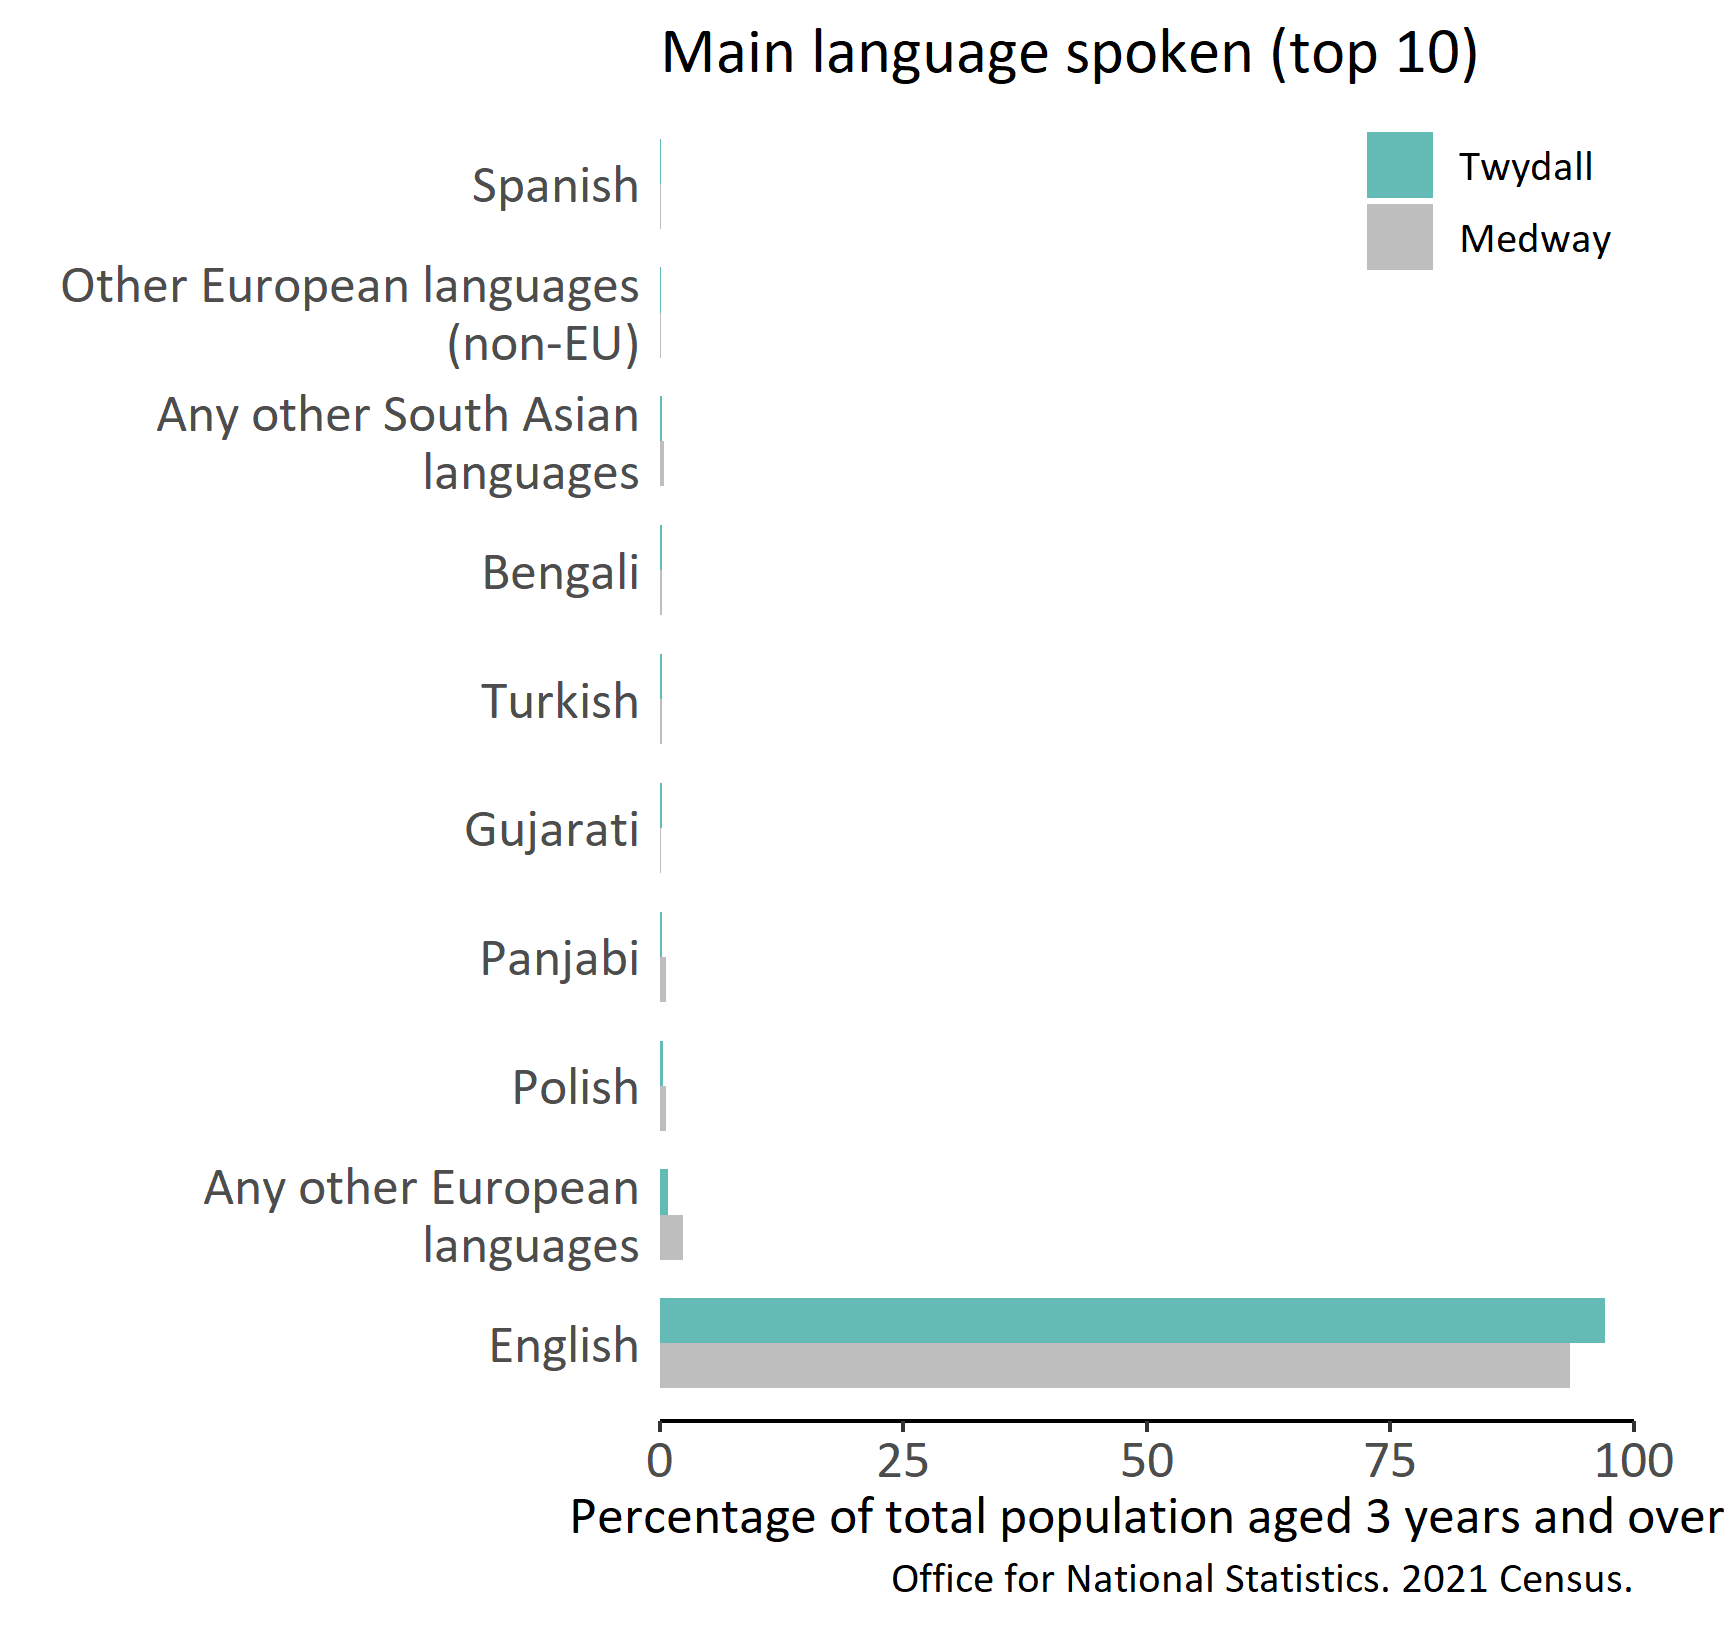 Main language spoken (top 10)
Twydall
Medway
Spanish
Other European languages
(non-EU)
Any other South Asian
languages
Bengali
Turkish
Gujarati
Panjabi
Polish
Any other European
languages
English
0 25 50 75 100
Percentage of total population aged 3 years and over
Office for National Statistics. 2021 Census.